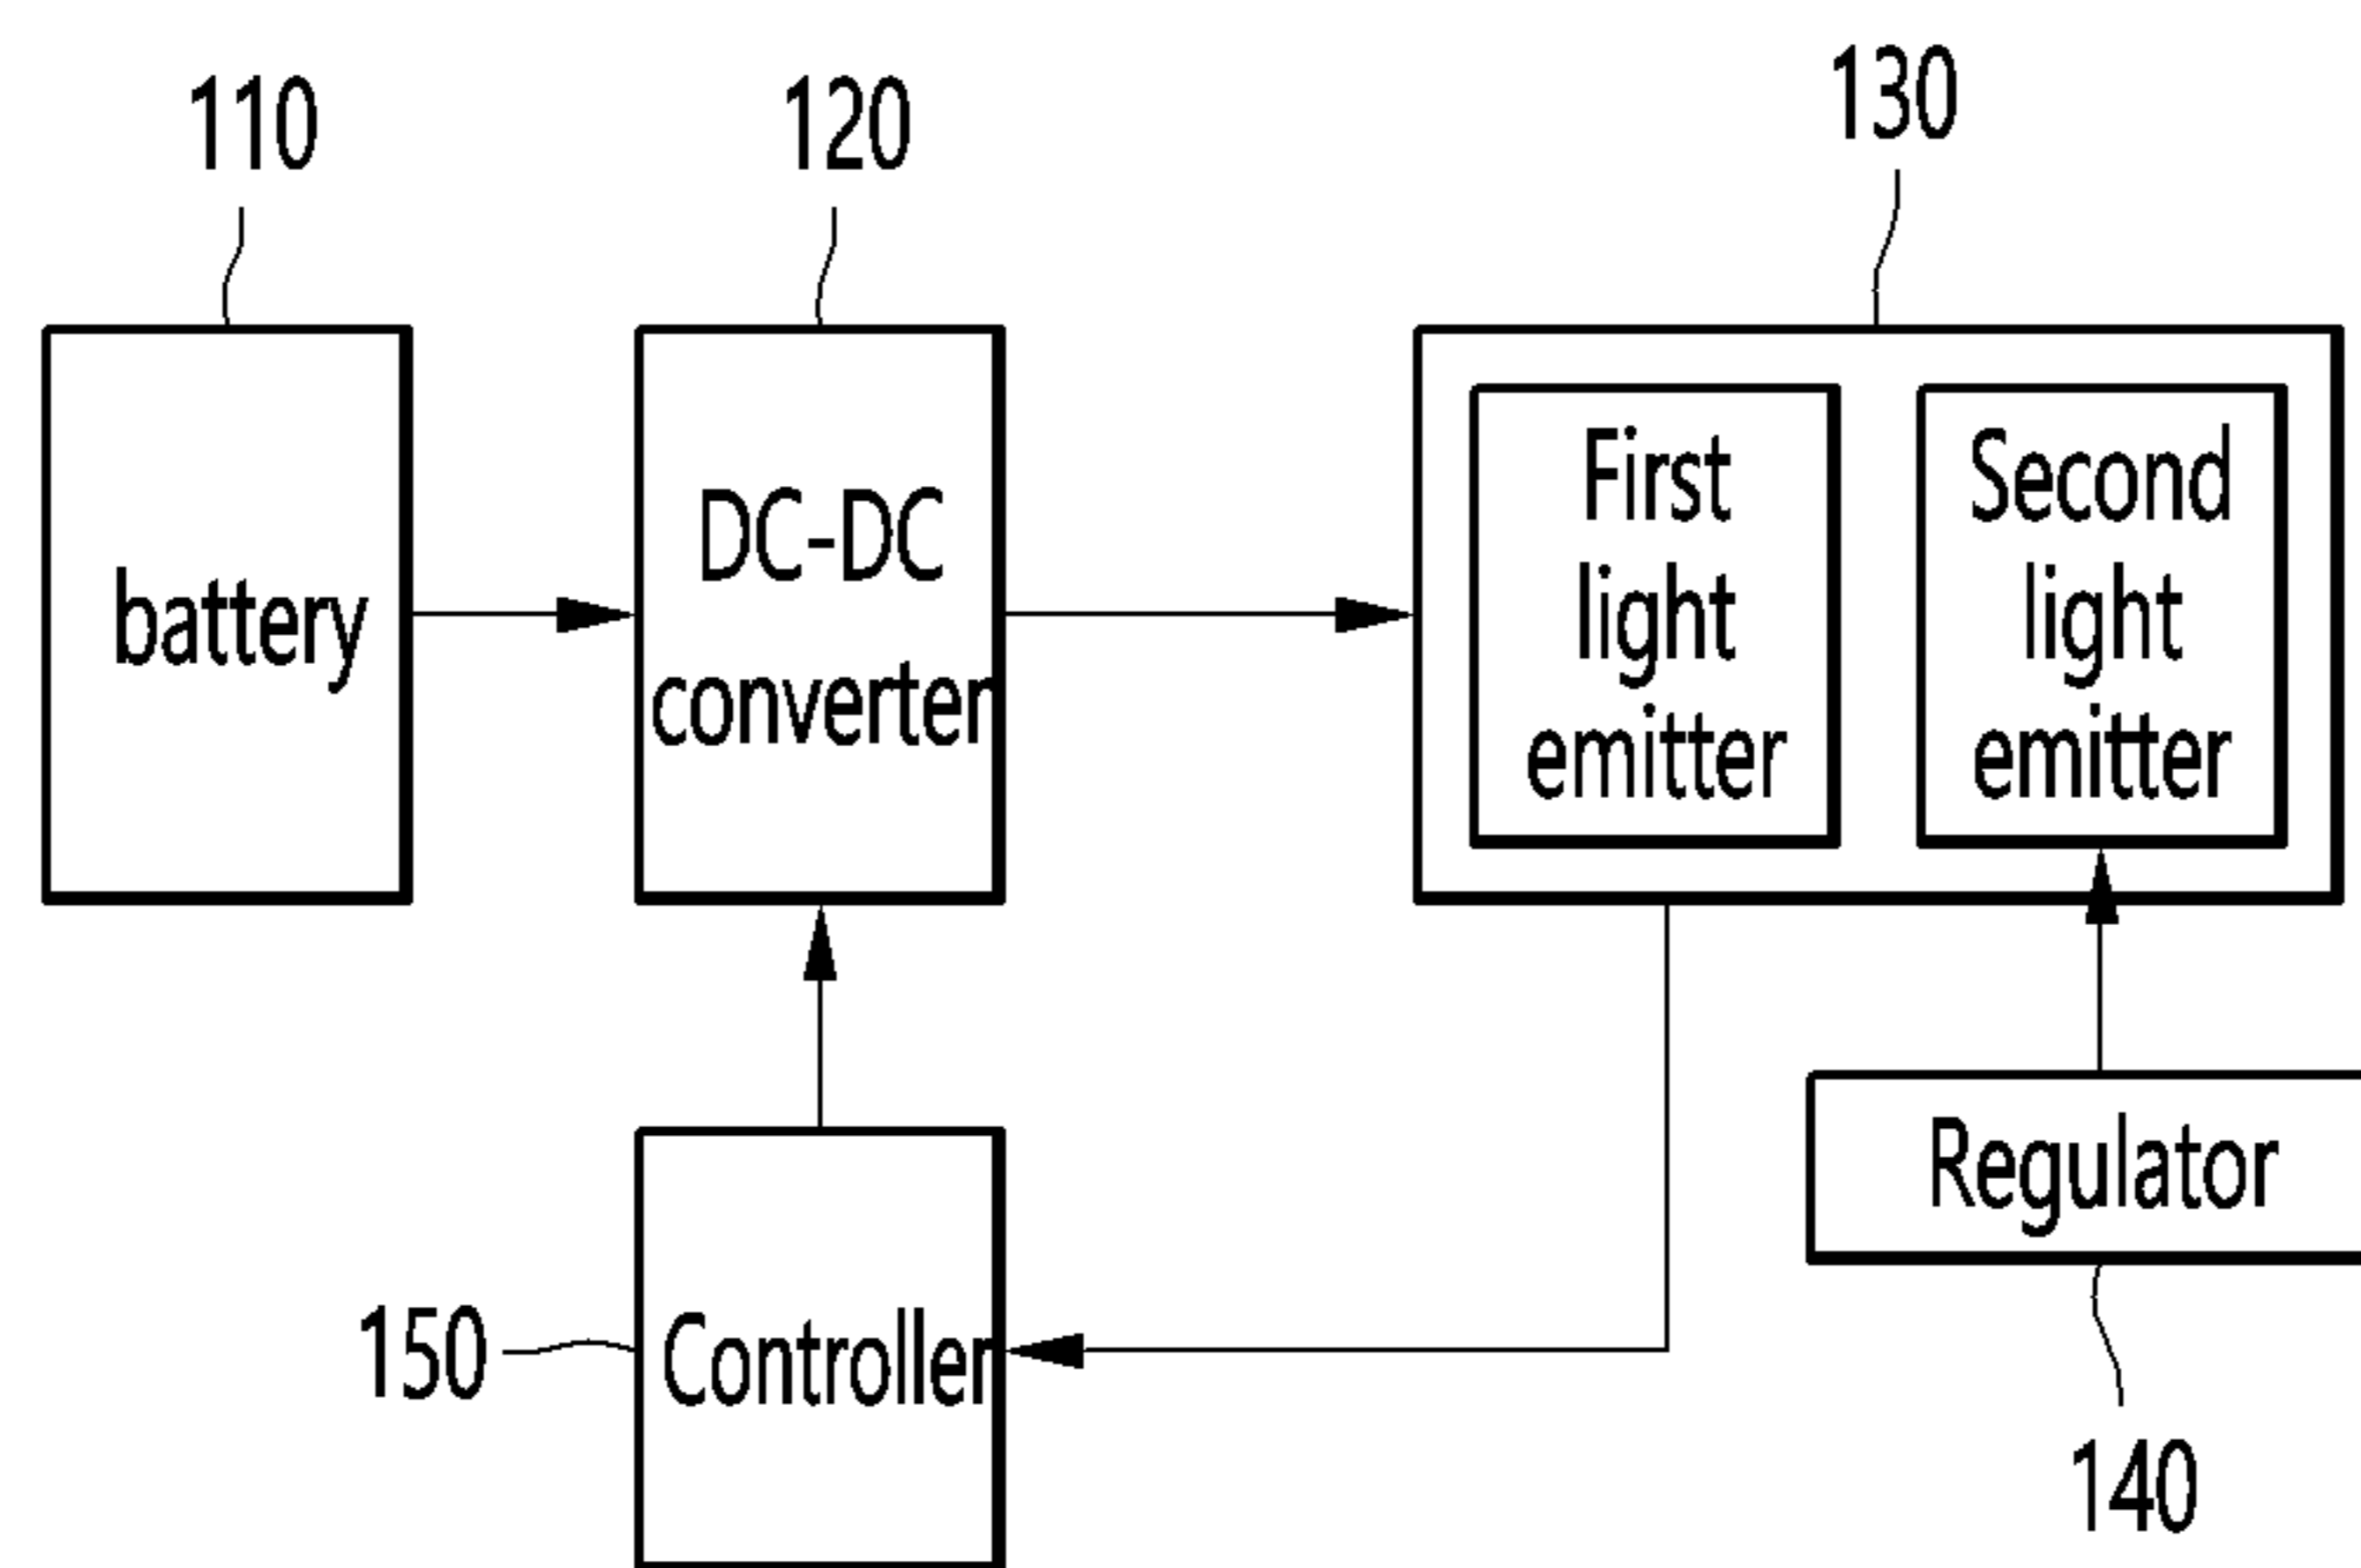 110
120
130
battery
DC-DC
converter
First
light
emitter
Second
light
emitter
Regulator
150
Controller
140